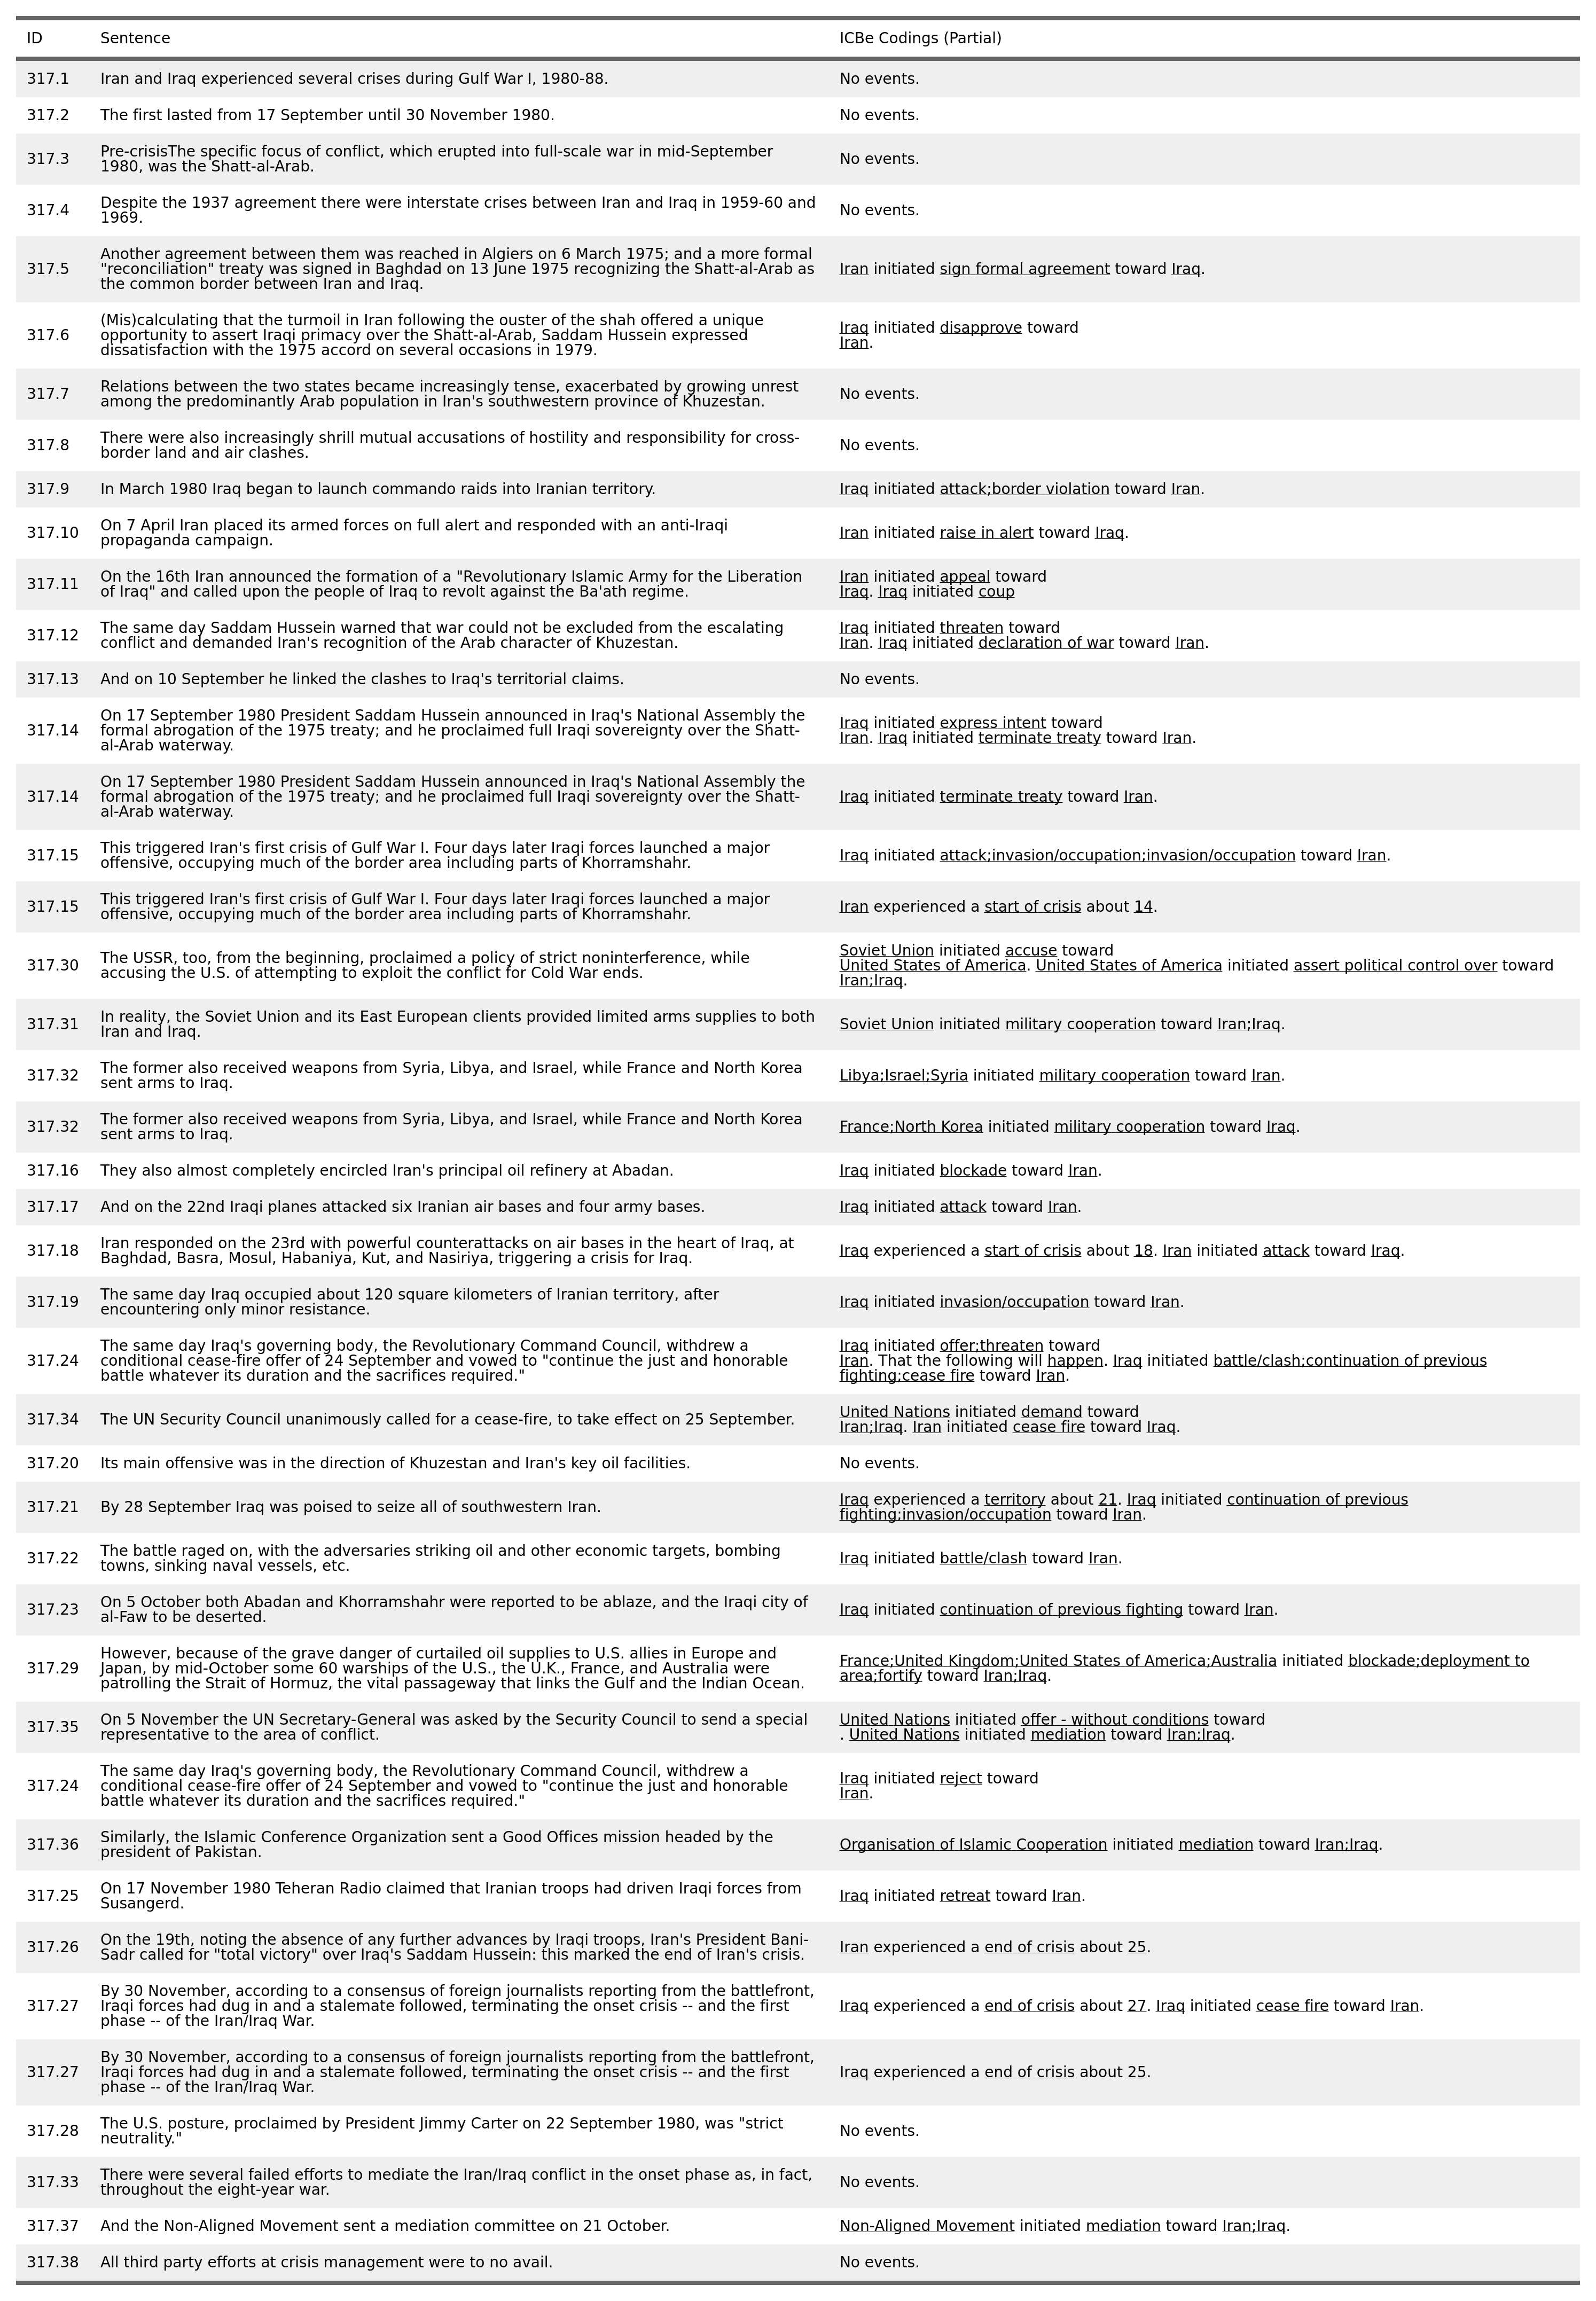 ID Sentence ICBe Codings (Partial)
317.1 Iran and Iraq experienced several crises during Gulf War I, 1980-88. No events.
317.2 The first lasted from 17 September until 30 November 1980. No events.
317.3 Pre-crisisThe specific focus of conflict, which erupted into full-scale war in mid-September
1980, was the Shatt-al-Arab. No events.
317.4 Despite the 1937 agreement there were interstate crises between Iran and Iraq in 1959-60 and
1969. No events.
317.5 Another agreement between them was reached in Algiers on 6 March 1975; and a more formal
"reconciliation" treaty was signed in Baghdad on 13 June 1975 recognizing the Shatt-al-Arab as
the common border between Iran and Iraq.
Iran initiated sign formal agreement toward Iraq.
317.6 (Mis)calculating that the turmoil in Iran following the ouster of the shah offered a unique
opportunity to assert Iraqi primacy over the Shatt-al-Arab, Saddam Hussein expressed
dissatisfaction with the 1975 accord on several occasions in 1979.
Iraq initiated disapprove toward
Iran.
317.7 Relations between the two states became increasingly tense, exacerbated by growing unrest
among the predominantly Arab population in Iran's southwestern province of Khuzestan.
No events.
317.8 There were also increasingly shrill mutual accusations of hostility and responsibility for cross-
border land and air clashes.
No events.
317.9 In March 1980 Iraq began to launch commando raids into Iranian territory. Iraq initiated attack;border violation toward Iran.
317.10 On 7 April Iran placed its armed forces on full alert and responded with an anti-Iraqi
propaganda campaign.
Iran initiated raise in alert toward Iraq.
317.11 On the 16th Iran announced the formation of a "Revolutionary Islamic Army for the Liberation
of Iraq" and called upon the people of Iraq to revolt against the Ba'ath regime.
Iran initiated appeal toward
Iraq. Iraq initiated coup
317.12 The same day Saddam Hussein warned that war could not be excluded from the escalating
conflict and demanded Iran's recognition of the Arab character of Khuzestan.
Iraq initiated threaten toward
Iran. Iraq initiated declaration of war toward Iran.
317.13 And on 10 September he linked the clashes to Iraq's territorial claims. No events.
317.14 On 17 September 1980 President Saddam Hussein announced in Iraq's National Assembly the
formal abrogation of the 1975 treaty; and he proclaimed full Iraqi sovereignty over the Shatt-
al-Arab waterway.
Iraq initiated express intent toward
Iran. Iraq initiated terminate treaty toward Iran.
317.14 On 17 September 1980 President Saddam Hussein announced in Iraq's National Assembly the
formal abrogation of the 1975 treaty; and he proclaimed full Iraqi sovereignty over the Shatt-
al-Arab waterway.
Iraq initiated terminate treaty toward Iran.
317.15 This triggered Iran's first crisis of Gulf War I. Four days later Iraqi forces launched a major
offensive, occupying much of the border area including parts of Khorramshahr.
Iraq initiated attack;invasion/occupation;invasion/occupation toward Iran.
317.15 This triggered Iran's first crisis of Gulf War I. Four days later Iraqi forces launched a major
offensive, occupying much of the border area including parts of Khorramshahr.
Iran experienced a start of crisis about 14.
317.30 The USSR, too, from the beginning, proclaimed a policy of strict noninterference, while
accusing the U.S. of attempting to exploit the conflict for Cold War ends.
Soviet Union initiated accuse toward
United States of America. United States of America initiated assert political control over toward
Iran;Iraq.
317.31 In reality, the Soviet Union and its East European clients provided limited arms supplies to both
Iran and Iraq.
Soviet Union initiated military cooperation toward Iran;Iraq.
317.32 The former also received weapons from Syria, Libya, and Israel, while France and North Korea
sent arms to Iraq.
Libya;Israel;Syria initiated military cooperation toward Iran.
317.32 The former also received weapons from Syria, Libya, and Israel, while France and North Korea
sent arms to Iraq.
France;North Korea initiated military cooperation toward Iraq.
317.16 They also almost completely encircled Iran's principal oil refinery at Abadan. Iraq initiated blockade toward Iran.
317.17 And on the 22nd Iraqi planes attacked six Iranian air bases and four army bases. Iraq initiated attack toward Iran.
317.18 Iran responded on the 23rd with powerful counterattacks on air bases in the heart of Iraq, at
Baghdad, Basra, Mosul, Habaniya, Kut, and Nasiriya, triggering a crisis for Iraq.
Iraq experienced a start of crisis about 18. Iran initiated attack toward Iraq.
317.19 The same day Iraq occupied about 120 square kilometers of Iranian territory, after
encountering only minor resistance.
Iraq initiated invasion/occupation toward Iran.
317.24 The same day Iraq's governing body, the Revolutionary Command Council, withdrew a
conditional cease-fire offer of 24 September and vowed to "continue the just and honorable
battle whatever its duration and the sacrifices required."
Iraq initiated offer;threaten toward
Iran. That the following will happen. Iraq initiated battle/clash;continuation of previous
fighting;cease fire toward Iran.
317.34 The UN Security Council unanimously called for a cease-fire, to take effect on 25 September.
United Nations initiated demand toward
Iran;Iraq. Iran initiated cease fire toward Iraq.
317.20 Its main offensive was in the direction of Khuzestan and Iran's key oil facilities. No events.
317.21 By 28 September Iraq was poised to seize all of southwestern Iran.
Iraq experienced a territory about 21. Iraq initiated continuation of previous
fighting;invasion/occupation toward Iran.
317.22 The battle raged on, with the adversaries striking oil and other economic targets, bombing
towns, sinking naval vessels, etc.
Iraq initiated battle/clash toward Iran.
317.23 On 5 October both Abadan and Khorramshahr were reported to be ablaze, and the Iraqi city of
al-Faw to be deserted.
Iraq initiated continuation of previous fighting toward Iran.
317.29 However, because of the grave danger of curtailed oil supplies to U.S. allies in Europe and
Japan, by mid-October some 60 warships of the U.S., the U.K., France, and Australia were
patrolling the Strait of Hormuz, the vital passageway that links the Gulf and the Indian Ocean.
France;United Kingdom;United States of America;Australia initiated blockade;deployment to
area;fortify toward Iran;Iraq.
317.35 On 5 November the UN Secretary-General was asked by the Security Council to send a special
representative to the area of conflict.
United Nations initiated offer - without conditions toward
. United Nations initiated mediation toward Iran;Iraq.
317.24 The same day Iraq's governing body, the Revolutionary Command Council, withdrew a
conditional cease-fire offer of 24 September and vowed to "continue the just and honorable
battle whatever its duration and the sacrifices required."
Iraq initiated reject toward
Iran.
317.36 Similarly, the Islamic Conference Organization sent a Good Offices mission headed by the
president of Pakistan.
Organisation of Islamic Cooperation initiated mediation toward Iran;Iraq.
317.25 On 17 November 1980 Teheran Radio claimed that Iranian troops had driven Iraqi forces from
Susangerd.
Iraq initiated retreat toward Iran.
317.26 On the 19th, noting the absence of any further advances by Iraqi troops, Iran's President Bani-
Sadr called for "total victory" over Iraq's Saddam Hussein: this marked the end of Iran's crisis.
Iran experienced a end of crisis about 25.
317.27 By 30 November, according to a consensus of foreign journalists reporting from the battlefront,
Iraqi forces had dug in and a stalemate followed, terminating the onset crisis -- and the first
phase -- of the Iran/Iraq War.
Iraq experienced a end of crisis about 27. Iraq initiated cease fire toward Iran.
317.27 By 30 November, according to a consensus of foreign journalists reporting from the battlefront,
Iraqi forces had dug in and a stalemate followed, terminating the onset crisis -- and the first
phase -- of the Iran/Iraq War.
Iraq experienced a end of crisis about 25.
317.28 The U.S. posture, proclaimed by President Jimmy Carter on 22 September 1980, was "strict
neutrality."
No events.
317.33 There were several failed efforts to mediate the Iran/Iraq conflict in the onset phase as, in fact,
throughout the eight-year war.
No events.
317.37 And the Non-Aligned Movement sent a mediation committee on 21 October. Non-Aligned Movement initiated mediation toward Iran;Iraq.
317.38 All third party efforts at crisis management were to no avail. No events.